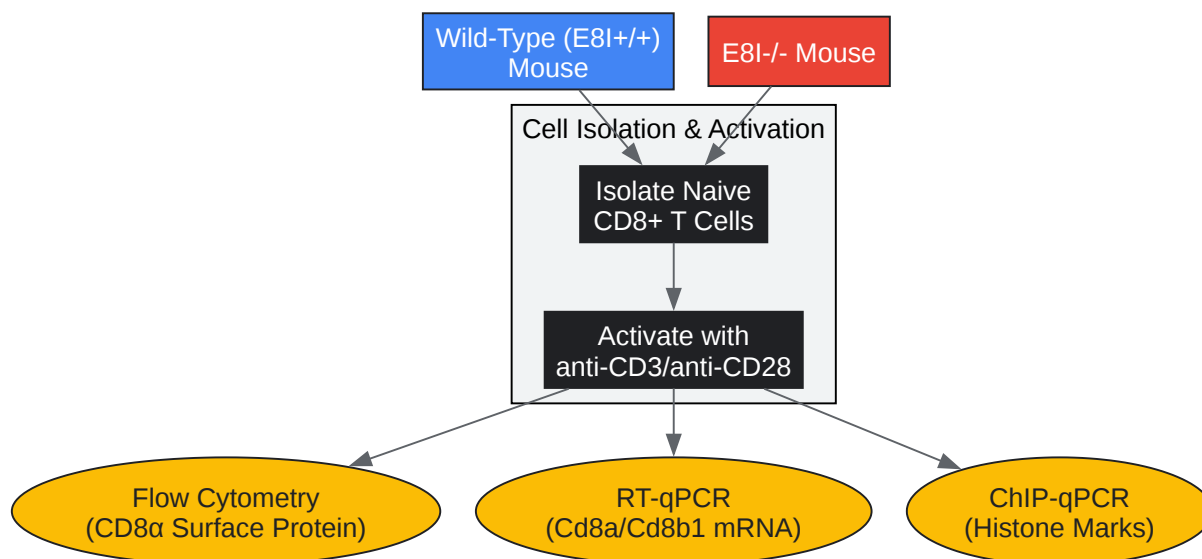 Wild-Type (E8I+/+)
Mouse
E8I-/- Mouse
Cell Isolation & Activation
Isolate Naive
CD8+ T Cells
Activate with
anti-CD3/anti-CD28
Flow Cytometry
(CD8α Surface Protein)
RT-qPCR
(Cd8a/Cd8b1 mRNA)
ChIP-qPCR
(Histone Marks)